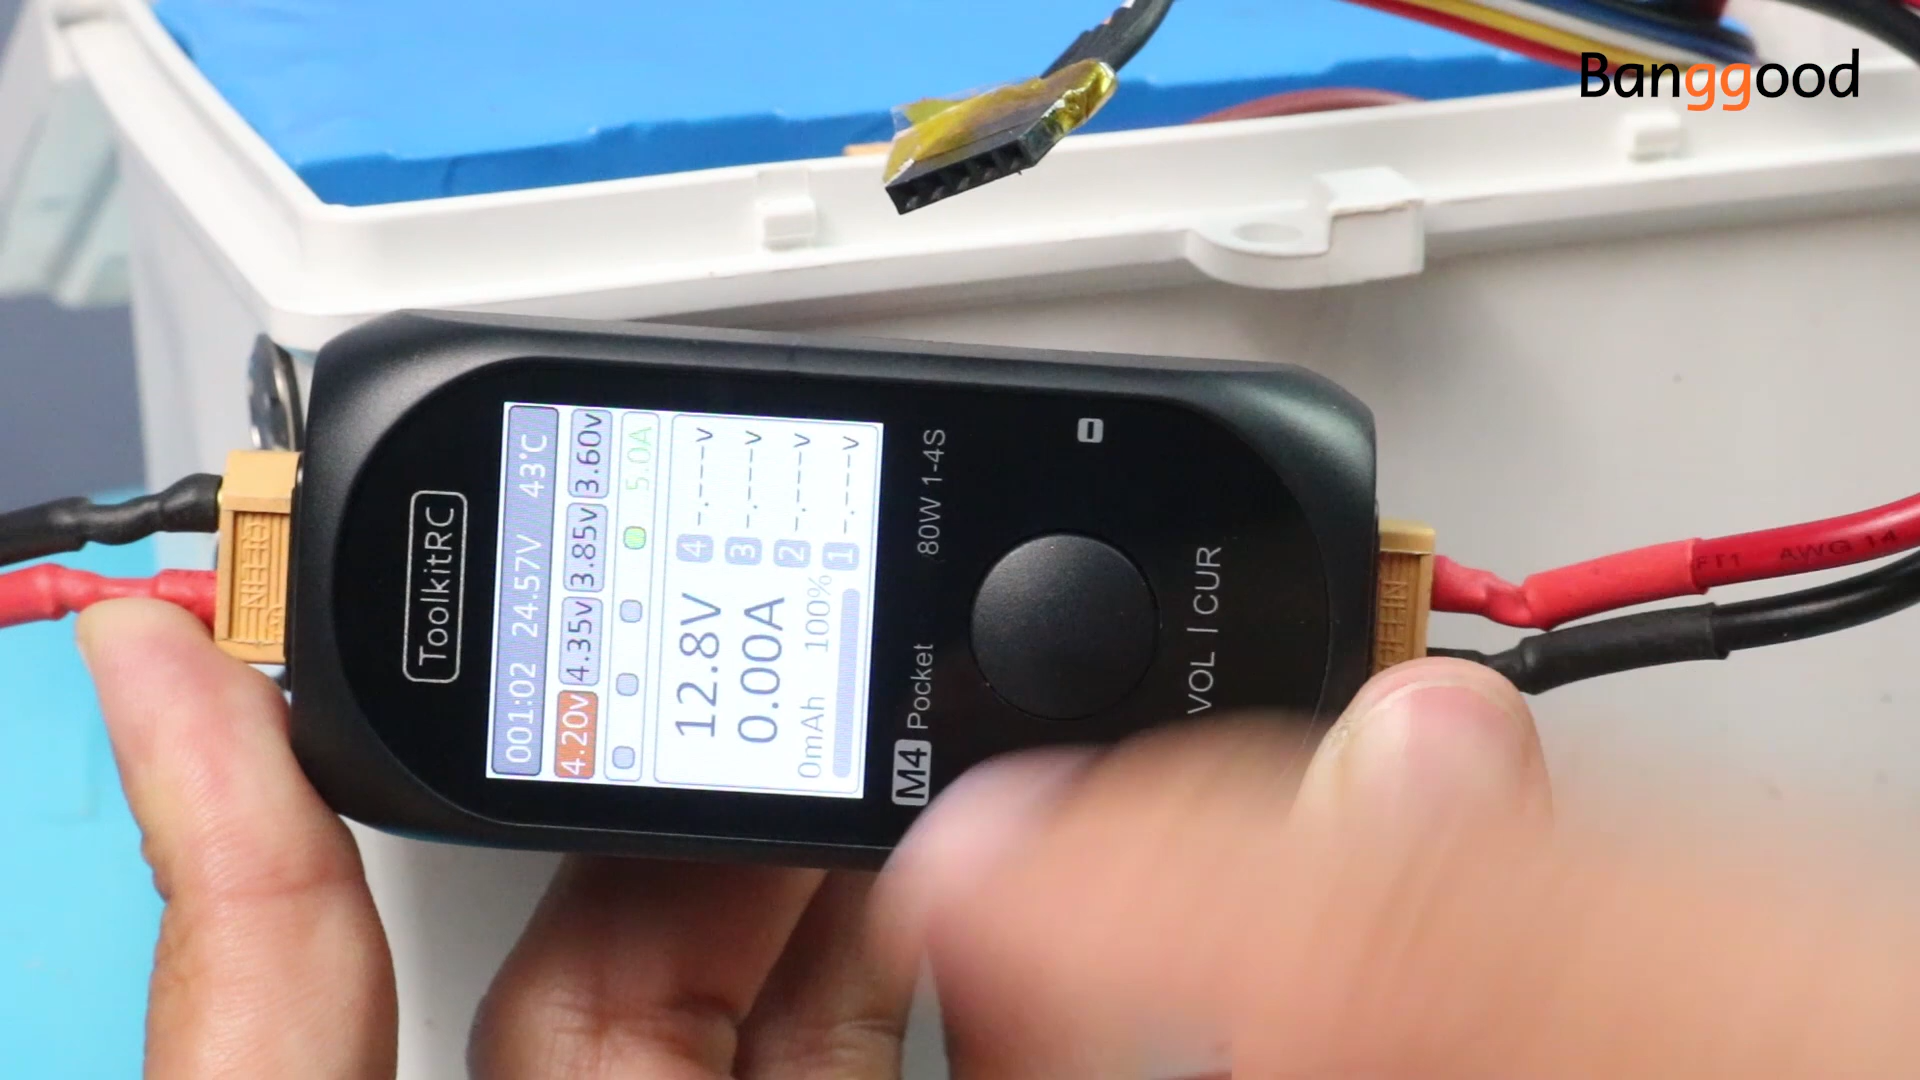 Banggood
ToolkitRC
001:02 24.57V 43°C
4.20v 4.35v 3.85v 3.60v
5.0A
12.8V
0.00A
0mAh 100%
4 -.---v
3 -.---v
2 -.---v
1 -.---v
M4 Pocket 80W 1-4S
VOL | CUR
AWG 14